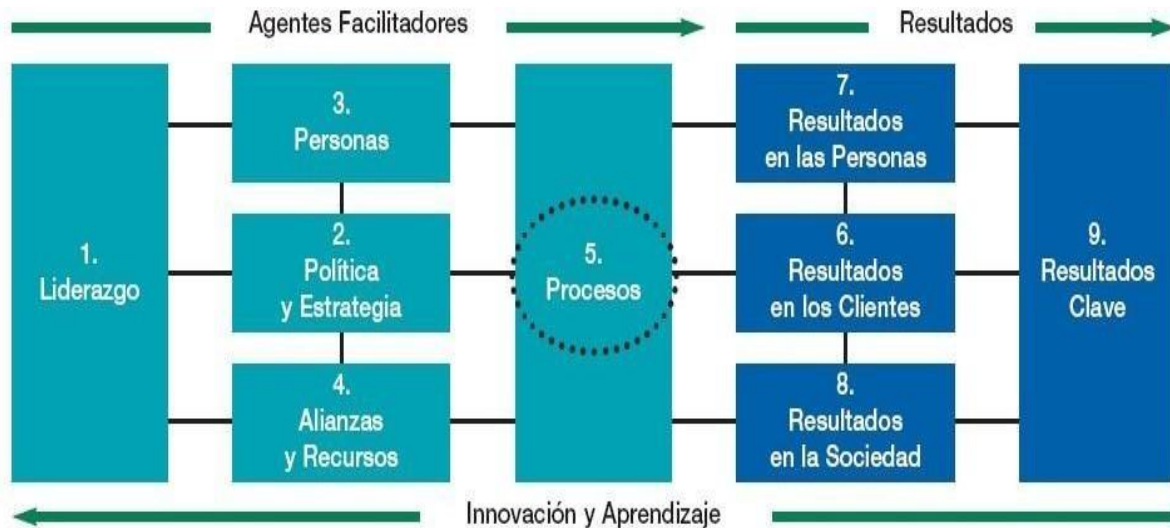 Agentes Facilitadores
Resultados
1.
Liderazgo
3.
Personas
2.
Política
y Estrategia
4.
Alianzas
y Recursos
5.
Procesos
7.
Resultados
en las Personas
6.
Resultados
en los Clientes
8.
Resultados
en la Sociedad
9.
Resultados
Clave
Innovación y Aprendizaje